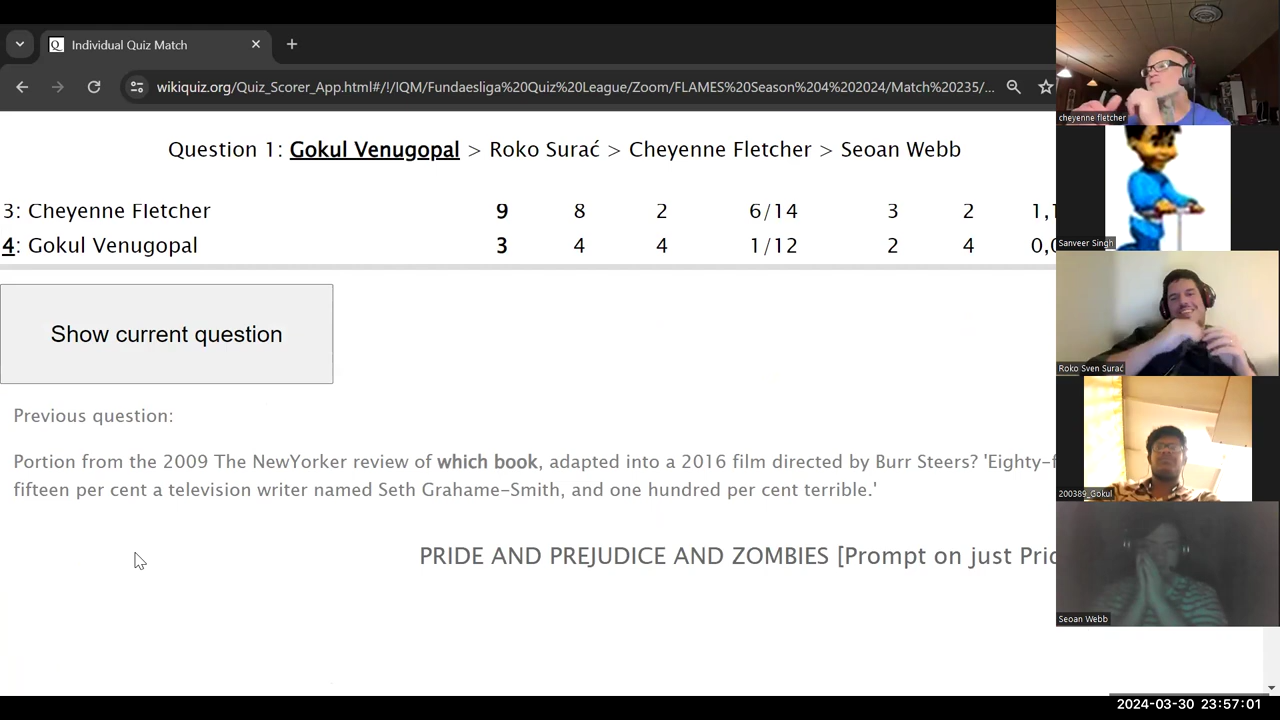 Individual Quiz Match
wikiquiz.org/Quiz_Scorer_App.html#/!/IQM/Fundaesliga%20Quiz%20League/Zoom/FLAMES%20Season%204%202024/Match%2035/...
Question 1: Gokul Venugopal > Roko Surać > Cheyenne Fletcher > Seoan Webb
3: Cheyenne Fletcher 9 8 2 6/14 3 2 1,1
4: Gokul Venugopal 3 4 4 1/12 2 4 0,0
Show current question
Previous question:
Portion from the 2009 The NewYorker review of which book, adapted into a 2016 film directed by Burr Steers? 'Eighty-f
fifteen per cent a television writer named Seth Grahame-Smith, and one hundred per cent terrible.'
PRIDE AND PREJUDICE AND ZOMBIES [Prompt on just Prid
cheyenne fletcher
Sanveer Singh
Roko Sven Surać
200389_Gokul
Seoan Webb
2024-03-30 23:57:01